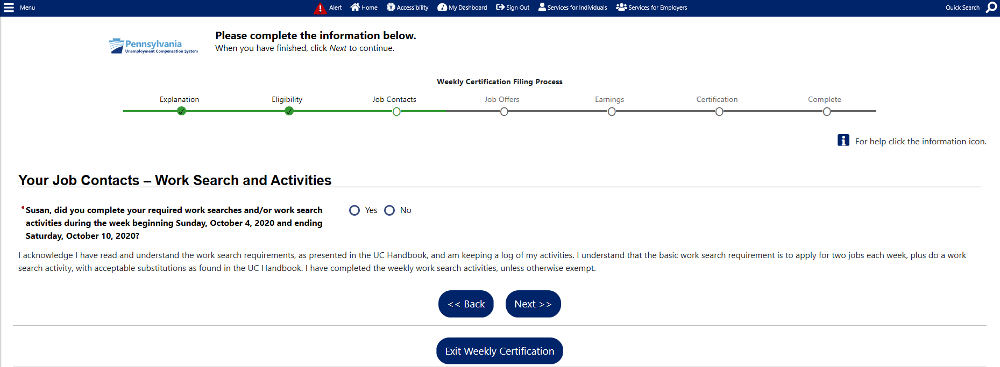 Menu
Alert
Home
Accessibility
My Dashboard
Sign Out
Services for Individuals
Services for Employers
Quick Search
Pennsylvania
Unemployment Compensation System
Please complete the information below.
When you have finished, click Next to continue.
Weekly Certification Filing Process
Explanation
Eligibility
Job Contacts
Job Offers
Earnings
Certification
Complete
For help click the information icon.
Your Job Contacts – Work Search and Activities
*Susan, did you complete your required work searches and/or work search
activities during the week beginning Sunday, October 4, 2020 and ending
Saturday, October 10, 2020?
Yes
No
I acknowledge I have read and understand the work search requirements, as presented in the UC Handbook, and am keeping a log of my activities. I understand that the basic work search requirement is to apply for two jobs each week, plus do a work
search activity, with acceptable substitutions as found in the UC Handbook. I have completed the weekly work search activities, unless otherwise exempt.
<< Back
Next >>
Exit Weekly Certification